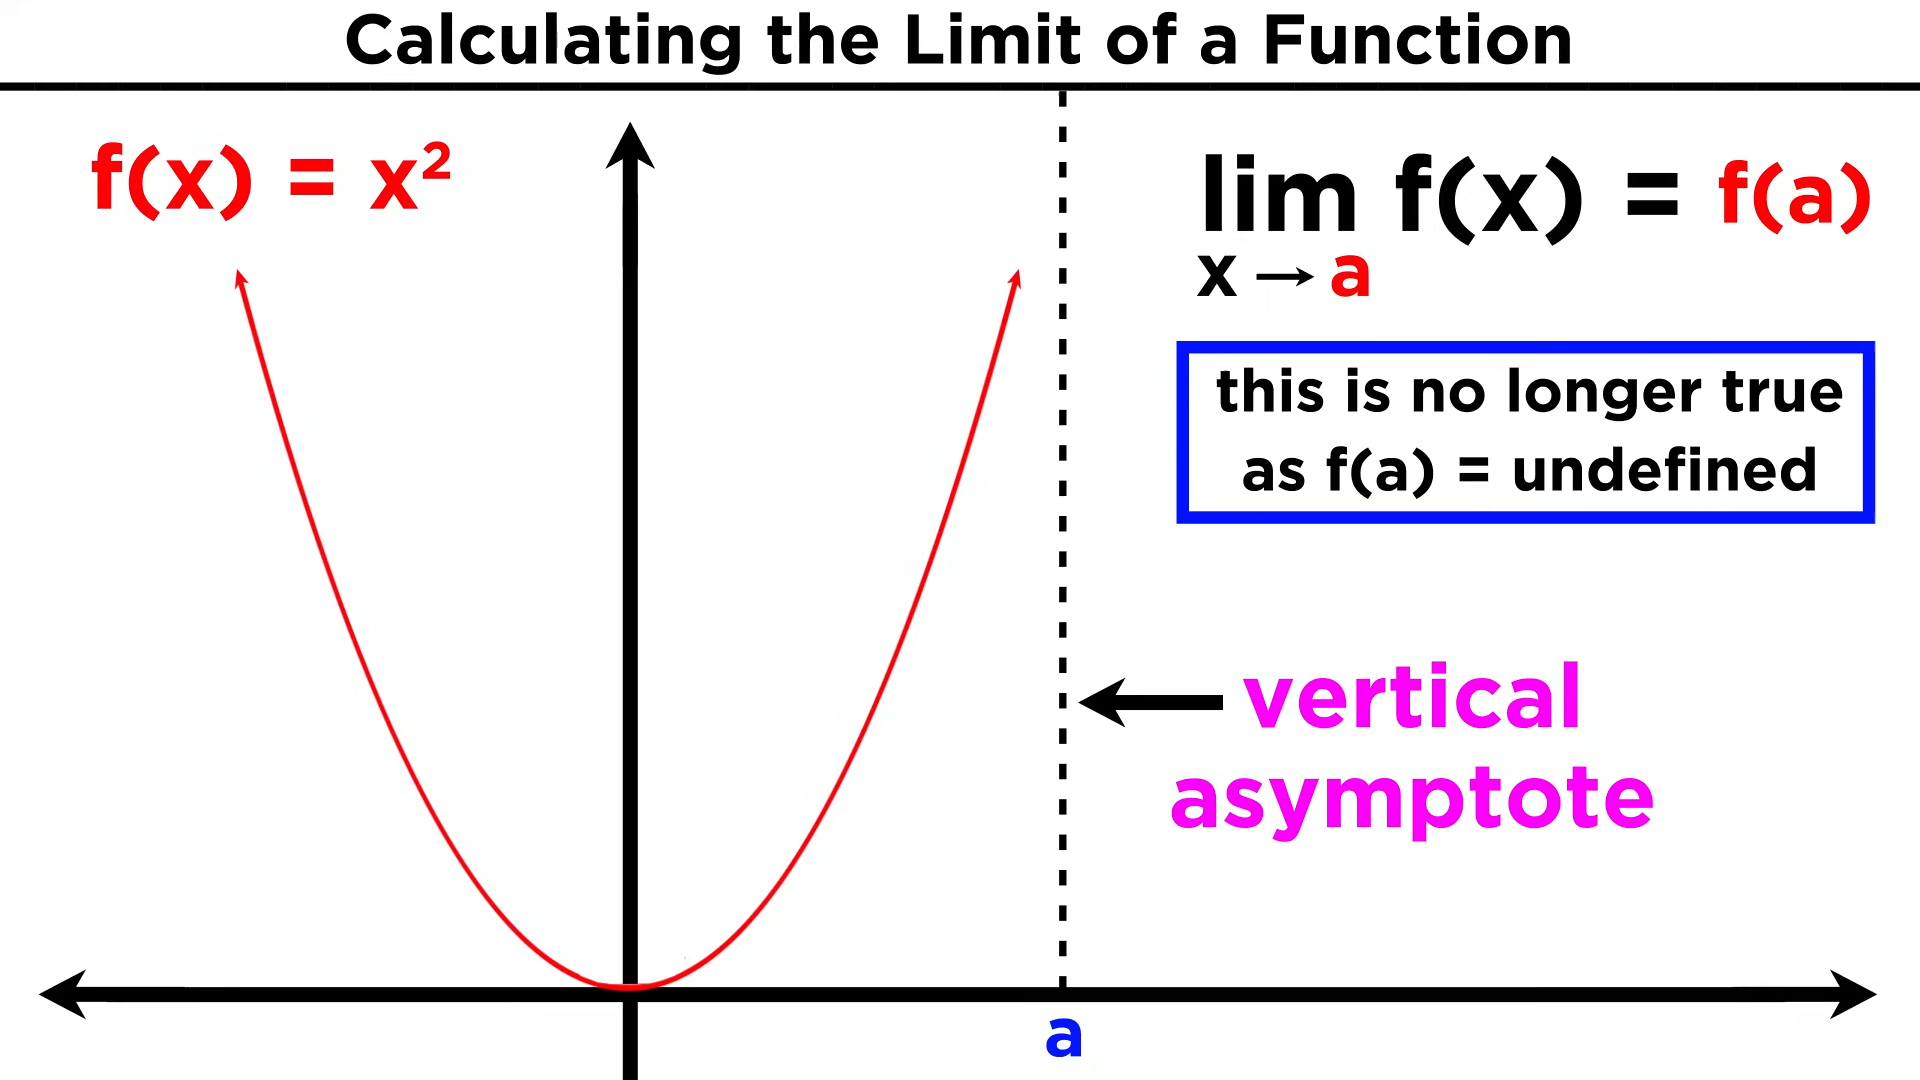 Calculating the Limit of a Function
f(x) = x²
lim f(x) = f(a)
x → a
this is no longer true
as f(a) = undefined
vertical
asymptote
a